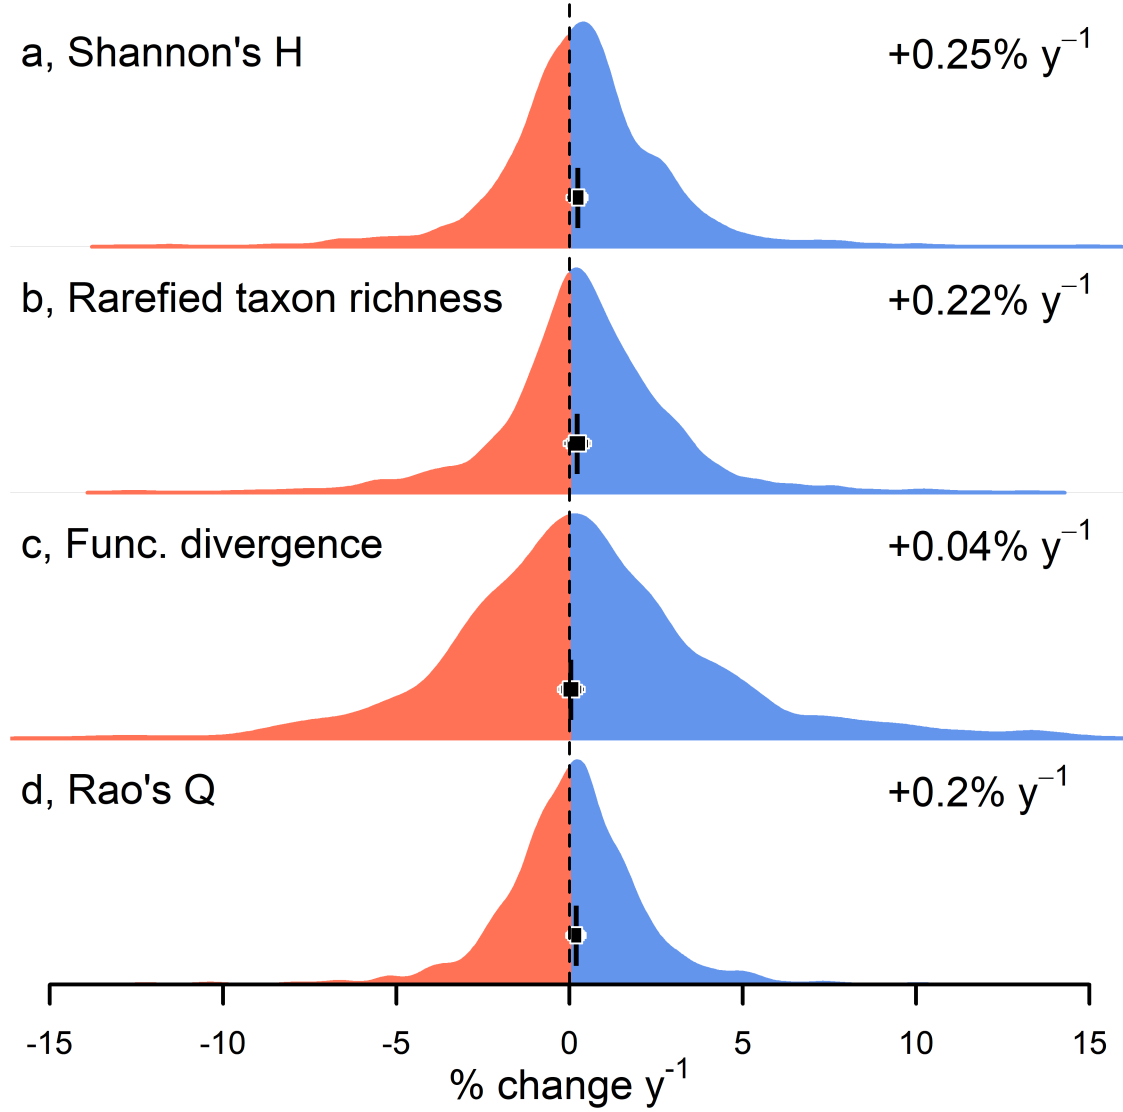 a, Shannon's H
+0.25% y⁻¹
b, Rarefied taxon richness
+0.22% y⁻¹
c, Func. divergence
+0.04% y⁻¹
d, Rao's Q
+0.2% y⁻¹
-15 -10 -5 0 5 10 15
% change y⁻¹